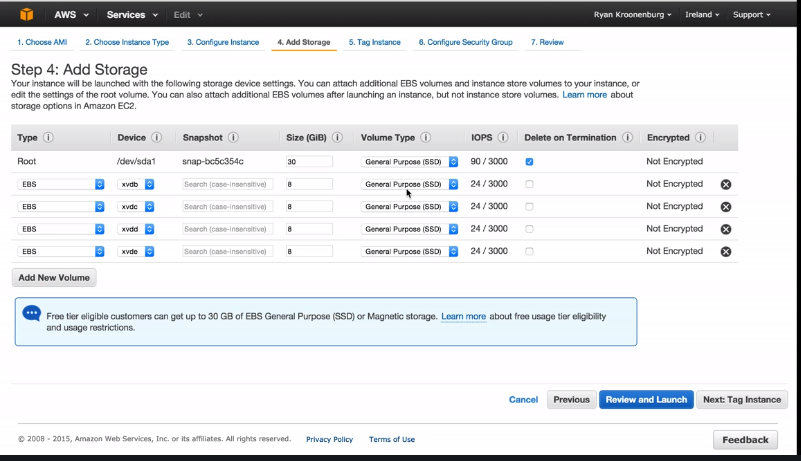 AWS Services Edit Ryan Kroonenburg Ireland Support
1. Choose AMI 2. Choose Instance Type 3. Configure Instance 4. Add Storage 5. Tag Instance 6. Configure Security Group 7. Review
Step 4: Add Storage
Your instance will be launched with the following storage device settings. You can attach additional EBS volumes and instance store volumes to your instance, or
edit the settings of the root volume. You can also attach additional EBS volumes after launching an instance, but not instance store volumes. Learn more about
storage options in Amazon EC2.
Type Device Snapshot Size (GiB) Volume Type IOPS Delete on Termination Encrypted
Root /dev/sda1 snap-bc5c354c 30 General Purpose (SSD) 90 / 3000 Not Encrypted
EBS xvdb Search (case-insensitive) 8 General Purpose (SSD) 24 / 3000 Not Encrypted
EBS xvdc Search (case-insensitive) 8 General Purpose (SSD) 24 / 3000 Not Encrypted
EBS xvdd Search (case-insensitive) 8 General Purpose (SSD) 24 / 3000 Not Encrypted
EBS xvde Search (case-insensitive) 8 General Purpose (SSD) 24 / 3000 Not Encrypted
Add New Volume
Free tier eligible customers can get up to 30 GB of EBS General Purpose (SSD) or Magnetic storage. Learn more about free usage tier eligibility
and usage restrictions.
Cancel Previous Review and Launch Next: Tag Instance
© 2008 - 2015, Amazon Web Services, Inc. or its affiliates. All rights reserved. Privacy Policy Terms of Use Feedback